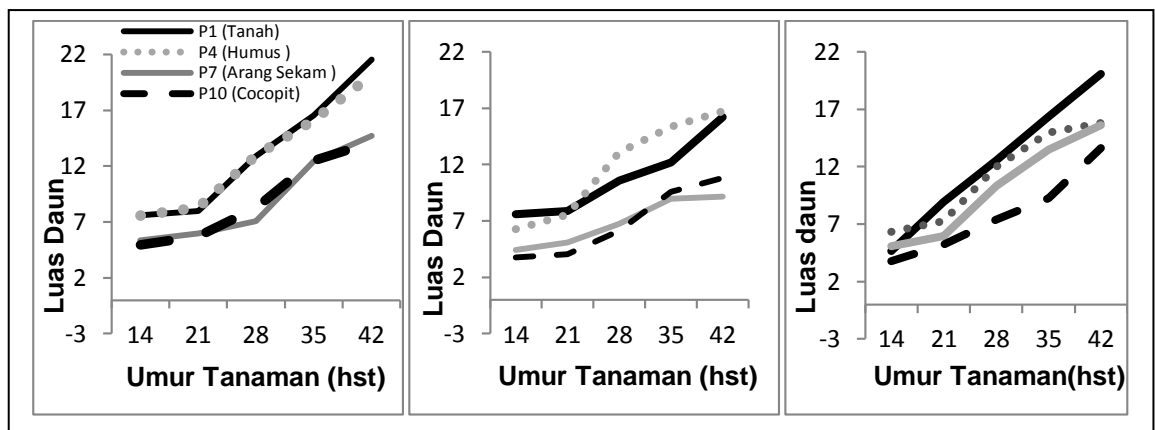 P1 (Tanah)
P4 (Humus )
P7 (Arang Sekam )
P10 (Cocopit)
22
17
12
7
2
-3
Luas Daun
14 21 28 35 42
Umur Tanaman (hst)
22
17
12
7
2
-3
Luas Daun
14 21 28 35 42
Umur Tanaman (hst)
22
17
12
7
2
-3
Luas daun
14 21 28 35 42
Umur Tanaman(hst)